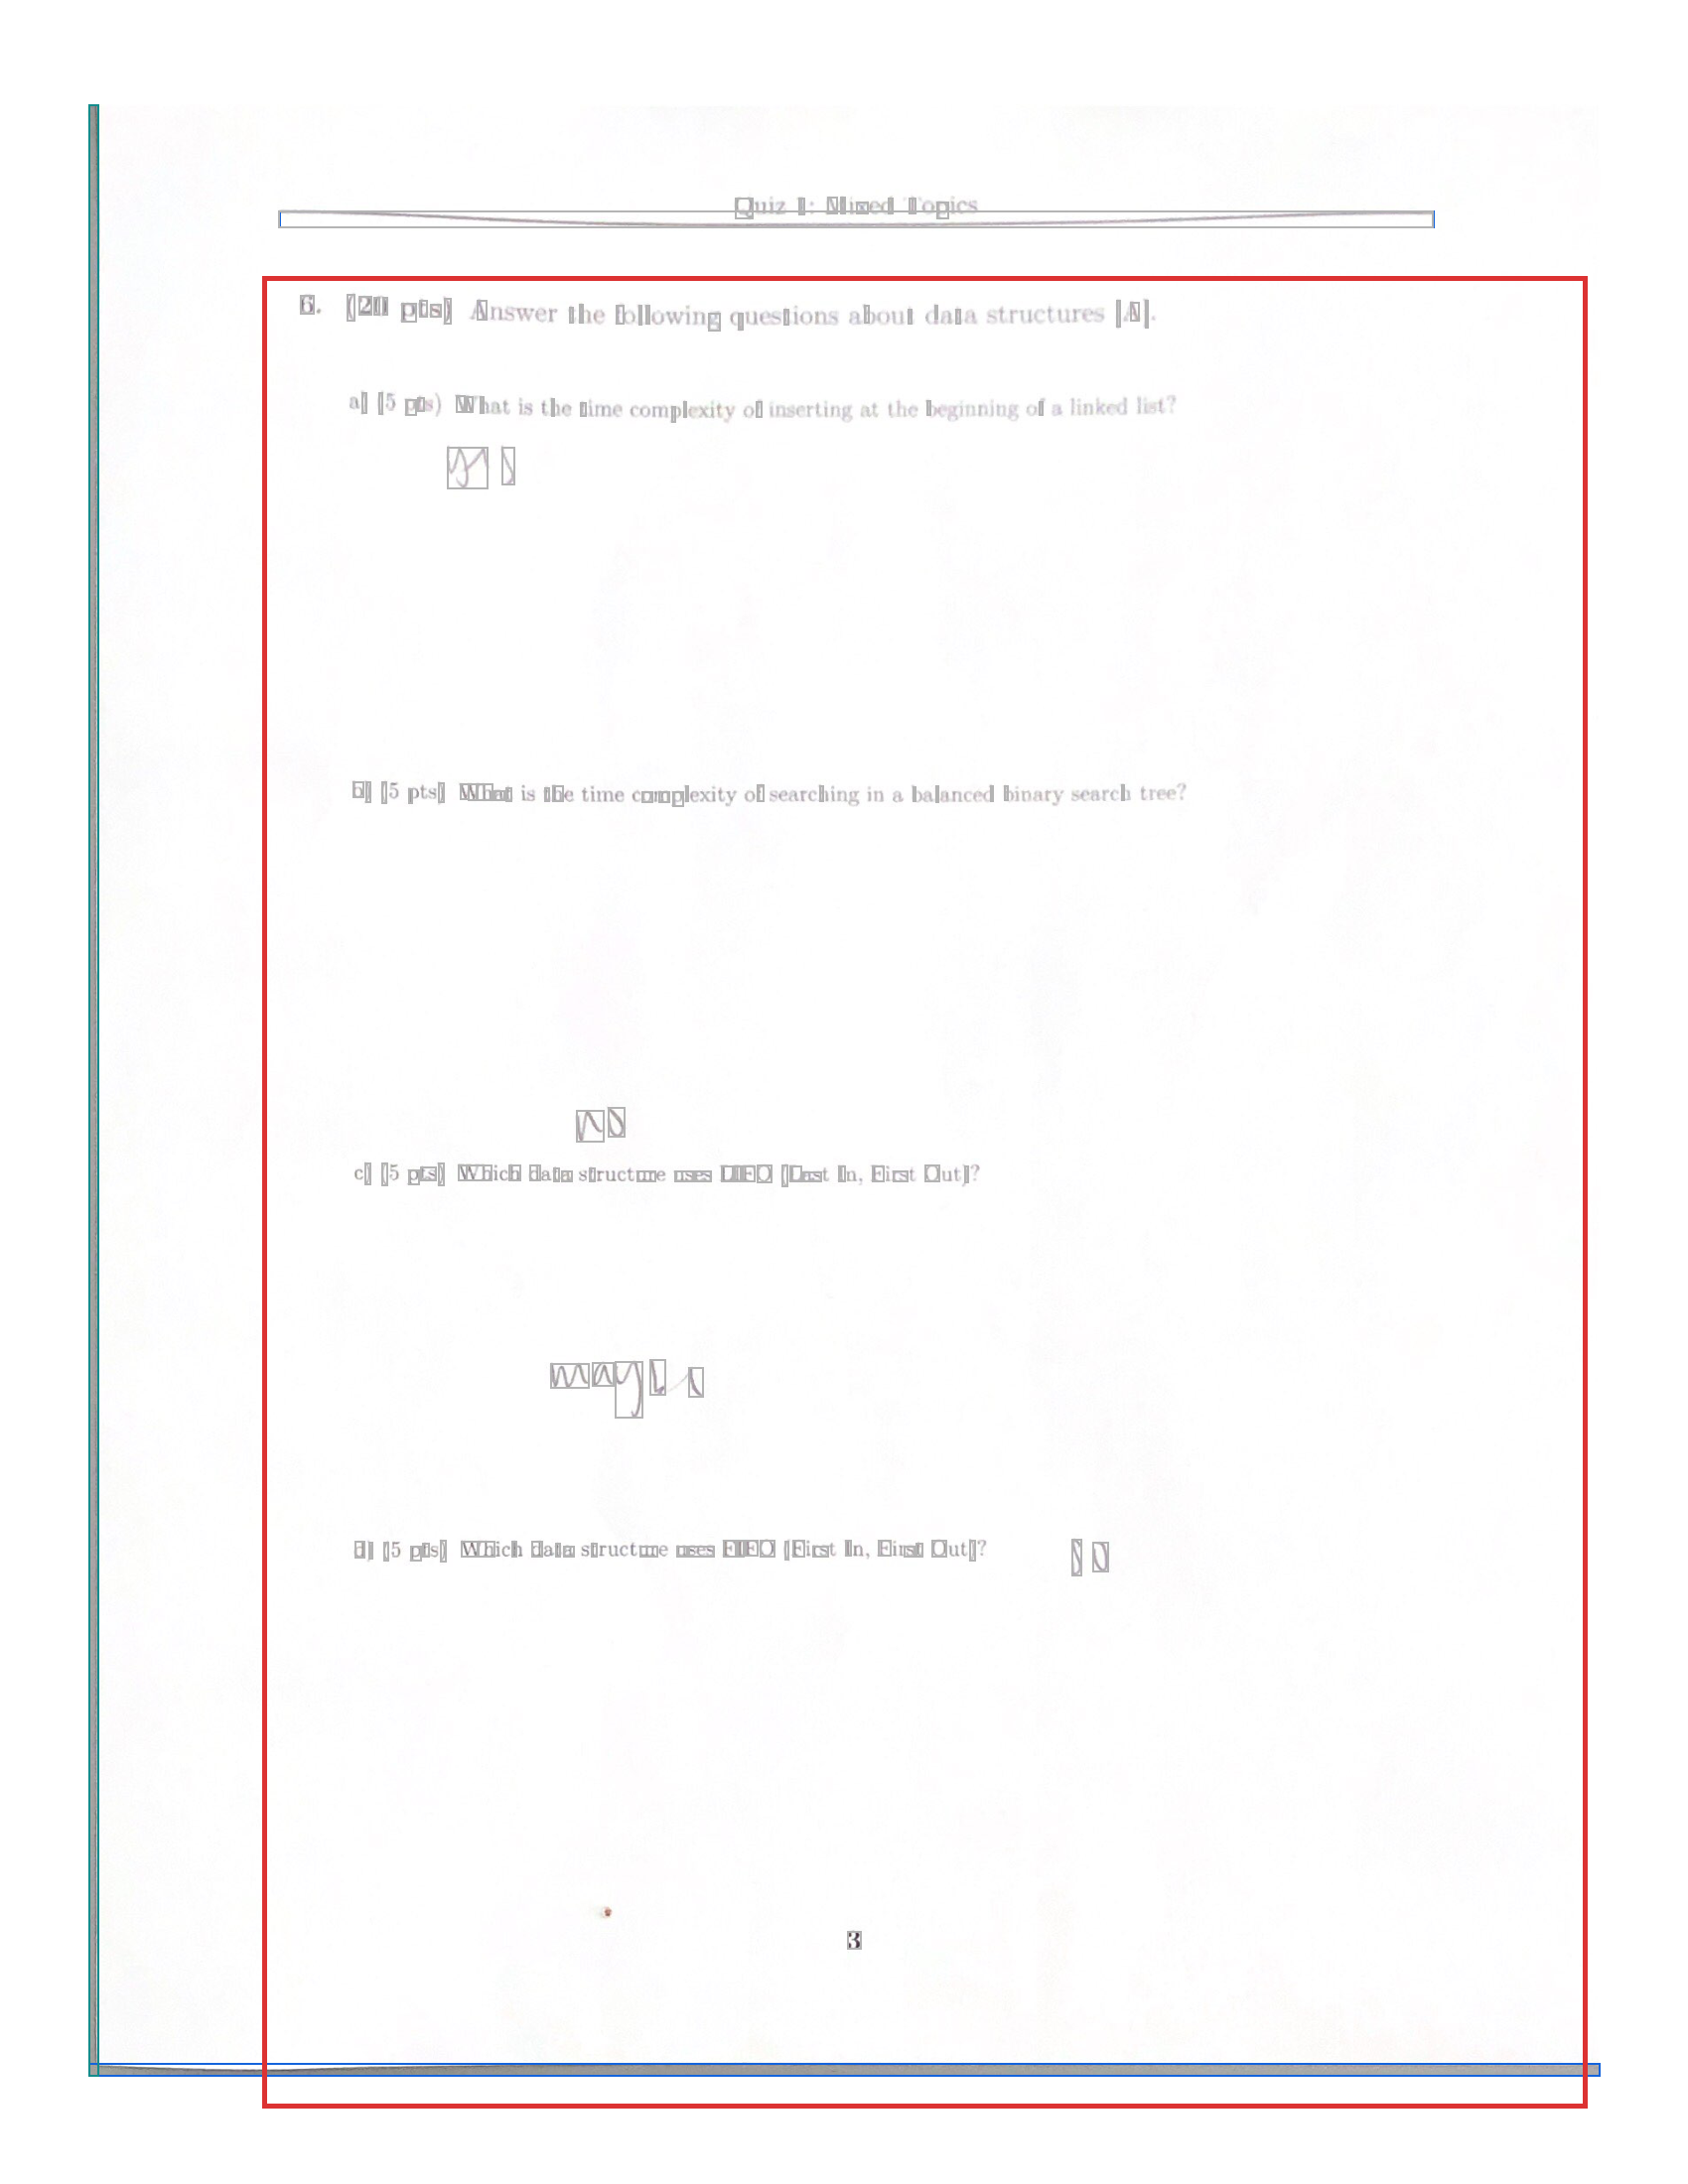 Quiz 1: Mixed Topics
6. (20 pts) Answer the following questions about data structures [A].
a) (5 pts) What is the time complexity of inserting at the beginning of a linked list?
b) (5 pts) What is the time complexity of searching in a balanced binary search tree?
no
c) (5 pts) Which data structure uses LIFO (Last In, First Out)?
d) (5 pts) Which data structure uses FIFO (First In, First Out)?
3